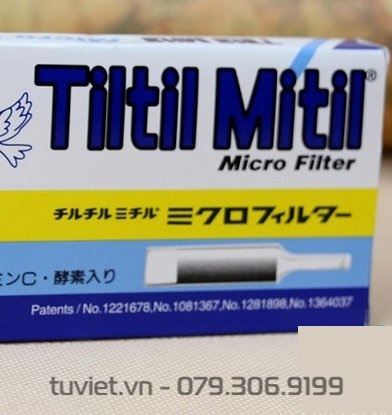 Tiltil Mitil®
Micro Filter
チルチルミチル® ミクロフィルター
ミンC・酵素入り
Patents / No.1221678,No.1081367,No.1281898,No.1364037
tuviet.vn - 079.306.9199